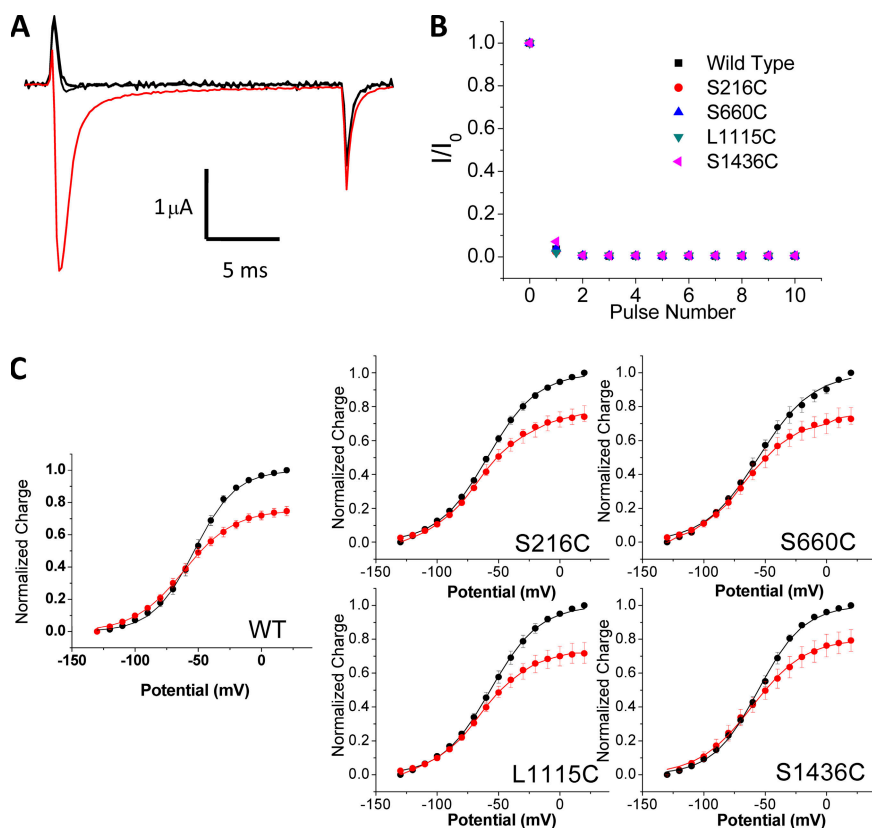 A
1μA
5 ms
B
I/I0
1.0
0.8
0.6
0.4
0.2
0.0
0 2 4 6 8 10
Pulse Number
Wild Type
S216C
S660C
L1115C
S1436C
C
Normalized Charge
1.0
0.8
0.6
0.4
0.2
0.0
WT
-150 -100 -50 0
Potential (mV)
Normalized Charge
1.0
0.8
0.6
0.4
0.2
0.0
S216C
-150 -100 -50 0
Potential (mV)
Normalized Charge
1.0
0.8
0.6
0.4
0.2
0.0
S660C
-150 -100 -50 0
Potential (mV)
Normalized Charge
1.0
0.8
0.6
0.4
0.2
0.0
L1115C
-150 -100 -50 0
Potential (mV)
Normalized Charge
1.0
0.8
0.6
0.4
0.2
0.0
S1436C
-150 -100 -50 0
Potential (mV)